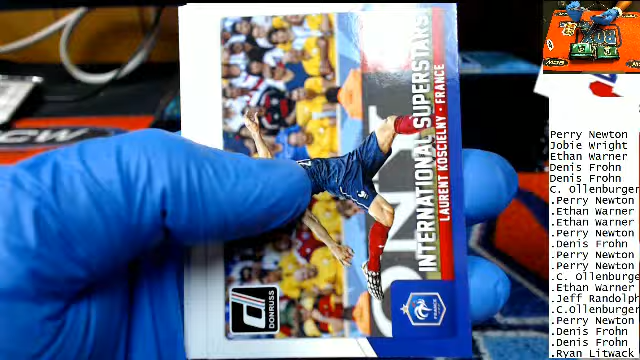 INTERNATIONAL SUPERSTARS
LAURENT KOSCIELNY • FRANCE
DONRUSS
FRANCE
Perry Newton
Jobie Wright
Ethan Warner
Denis Frohn
Denis Frohn
C. Ollenburger
.Perry Newton
.Ethan Warner
.Ethan Warner
.Perry Newton
.Denis Frohn
.Perry Newton
.Perry Newton
.C. Ollenburge
.Ethan Warner
.Jeff Randolph
.C.Ollenburger
.Perry Newton
.Denis Frohn
.Denis Frohn
.Ryan Litwack